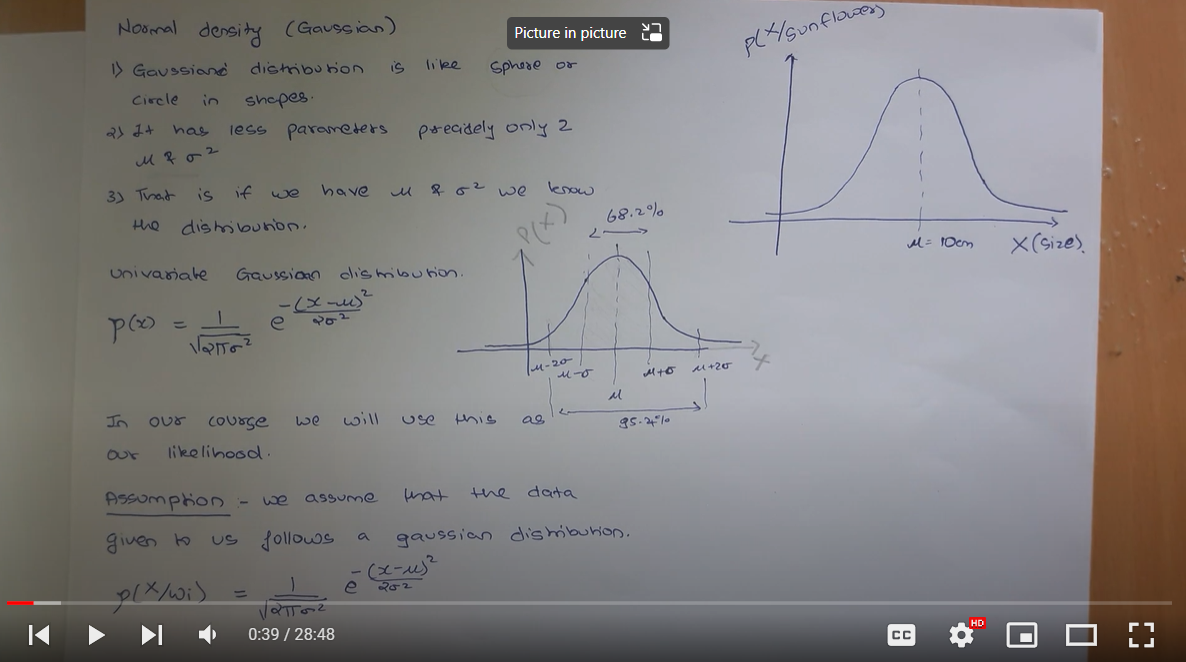 Normal density (Gaussian)
Picture in picture
P(X/sunflower)
1) Gaussiand distribution is like sphere or
circle in shapes.
2) It has less parameters precidely only 2
μ & σ²
3) That is if we have μ & σ² we know
the distribution.
68.2%
P(X)
μ = 10cm
X(size).
univariate Gaussian distribution.
p(x) = 1/√2πσ² e^-(x-μ)²/2σ²
μ-2σ
μ-σ
μ
μ+σ
μ+2σ
X
95.4%
In our course we will use this as
our likelihood.
Assumption - we assume that the data
given to us follows a gaussian distribution.
p(X/wi) = 1/√2πσ² e^-(x-μ)²/2σ²
0:39 / 28:48
CC
HD